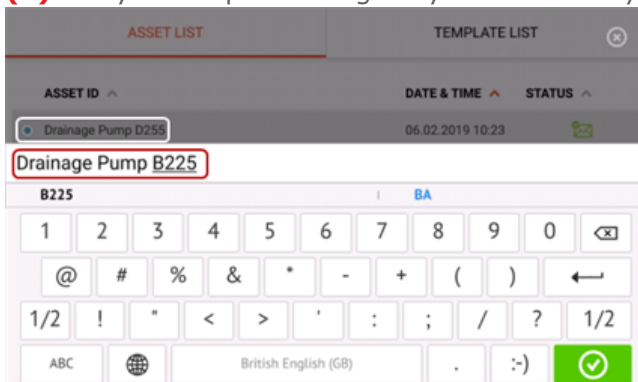 ASSET LIST TEMPLATE LIST
ASSET ID DATE & TIME STATUS
Drainage Pump D255 06.02.2019 10:23
Drainage Pump B225
B225 BA
1 2 3 4 5 6 7 8 9 0
@ # % & * - + ( )
1/2 ! " < > ' : ; / ? 1/2
ABC British English (GB) . :-)